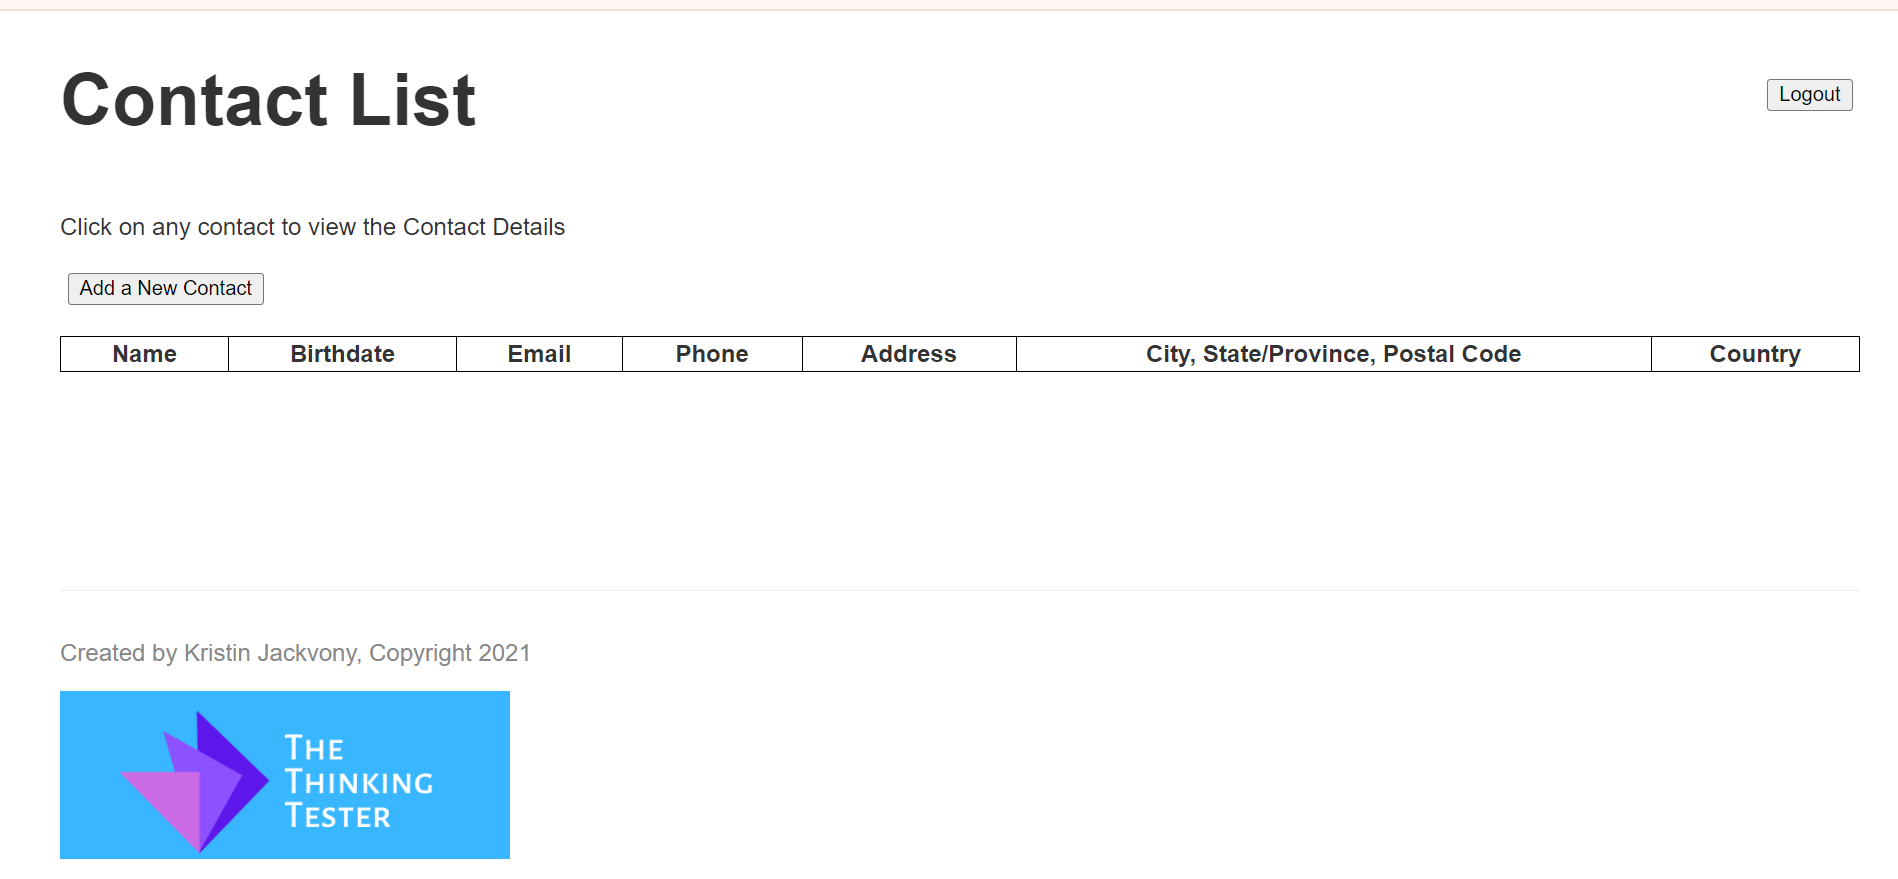 Contact List
Logout
Click on any contact to view the Contact Details
Add a New Contact
Name Birthdate Email Phone Address City, State/Province, Postal Code Country
Created by Kristin Jackvony, Copyright 2021
THE
THINKING
TESTER